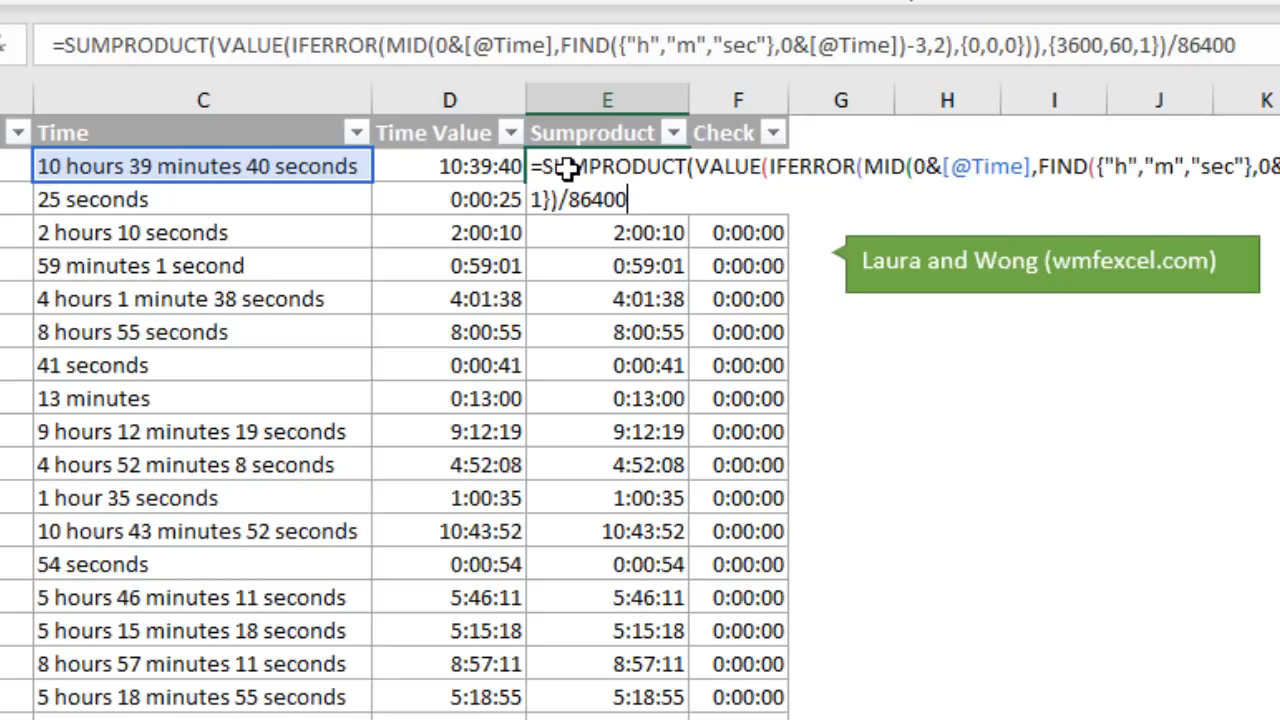 =SUMPRODUCT(VALUE(IFERROR(MID(0&[@Time],FIND({"h","m","sec"},0&[@Time])-3,2),{0,0,0})),{3600,60,1})/86400
C D E F G H I J K
Time Time Value Sumproduct Check
10 hours 39 minutes 40 seconds 10:39:40 =SUMPRODUCT(VALUE(IFERROR(MID(0&[@Time],FIND({"h","m","sec"},0&
25 seconds 0:00:25 1})/86400
2 hours 10 seconds 2:00:10 2:00:10 0:00:00
59 minutes 1 second 0:59:01 0:59:01 0:00:00
Laura and Wong (wmfexcel.com)
4 hours 1 minute 38 seconds 4:01:38 4:01:38 0:00:00
8 hours 55 seconds 8:00:55 8:00:55 0:00:00
41 seconds 0:00:41 0:00:41 0:00:00
13 minutes 0:13:00 0:13:00 0:00:00
9 hours 12 minutes 19 seconds 9:12:19 9:12:19 0:00:00
4 hours 52 minutes 8 seconds 4:52:08 4:52:08 0:00:00
1 hour 35 seconds 1:00:35 1:00:35 0:00:00
10 hours 43 minutes 52 seconds 10:43:52 10:43:52 0:00:00
54 seconds 0:00:54 0:00:54 0:00:00
5 hours 46 minutes 11 seconds 5:46:11 5:46:11 0:00:00
5 hours 15 minutes 18 seconds 5:15:18 5:15:18 0:00:00
8 hours 57 minutes 11 seconds 8:57:11 8:57:11 0:00:00
5 hours 18 minutes 55 seconds 5:18:55 5:18:55 0:00:00